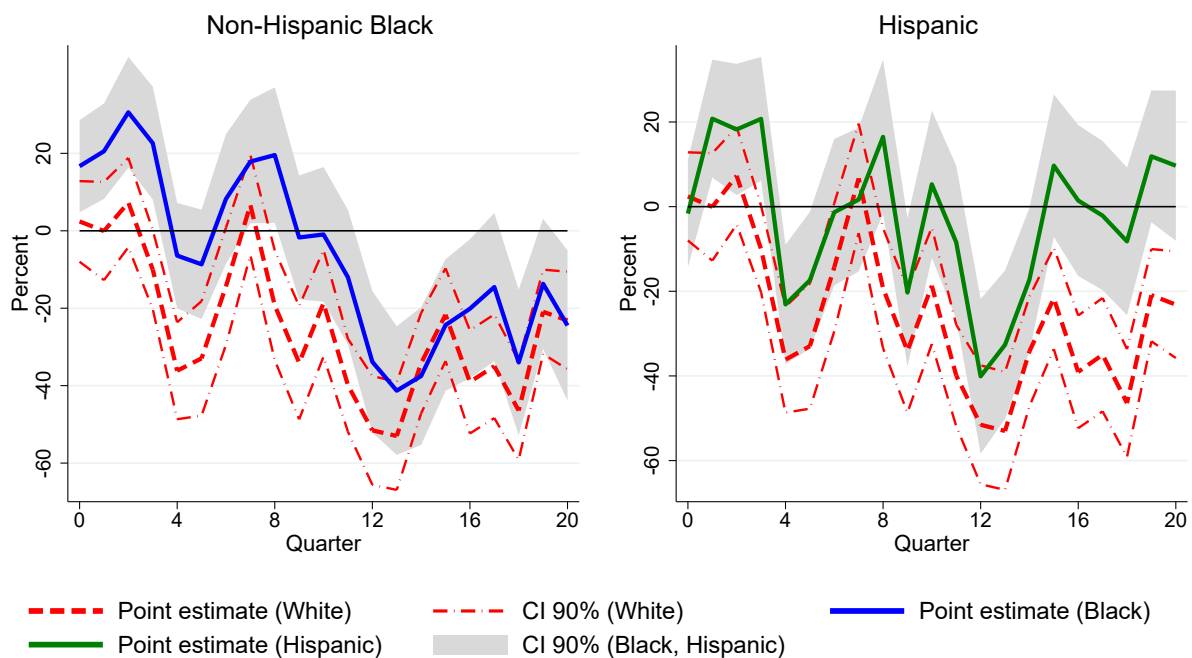 Non-Hispanic Black
Hispanic
Percent
20
0
-20
-40
-60
0
4
8
12
16
20
Quarter
Percent
20
0
-20
-40
-60
0
4
8
12
16
20
Quarter
Point estimate (White)
CI 90% (White)
Point estimate (Black)
Point estimate (Hispanic)
CI 90% (Black, Hispanic)